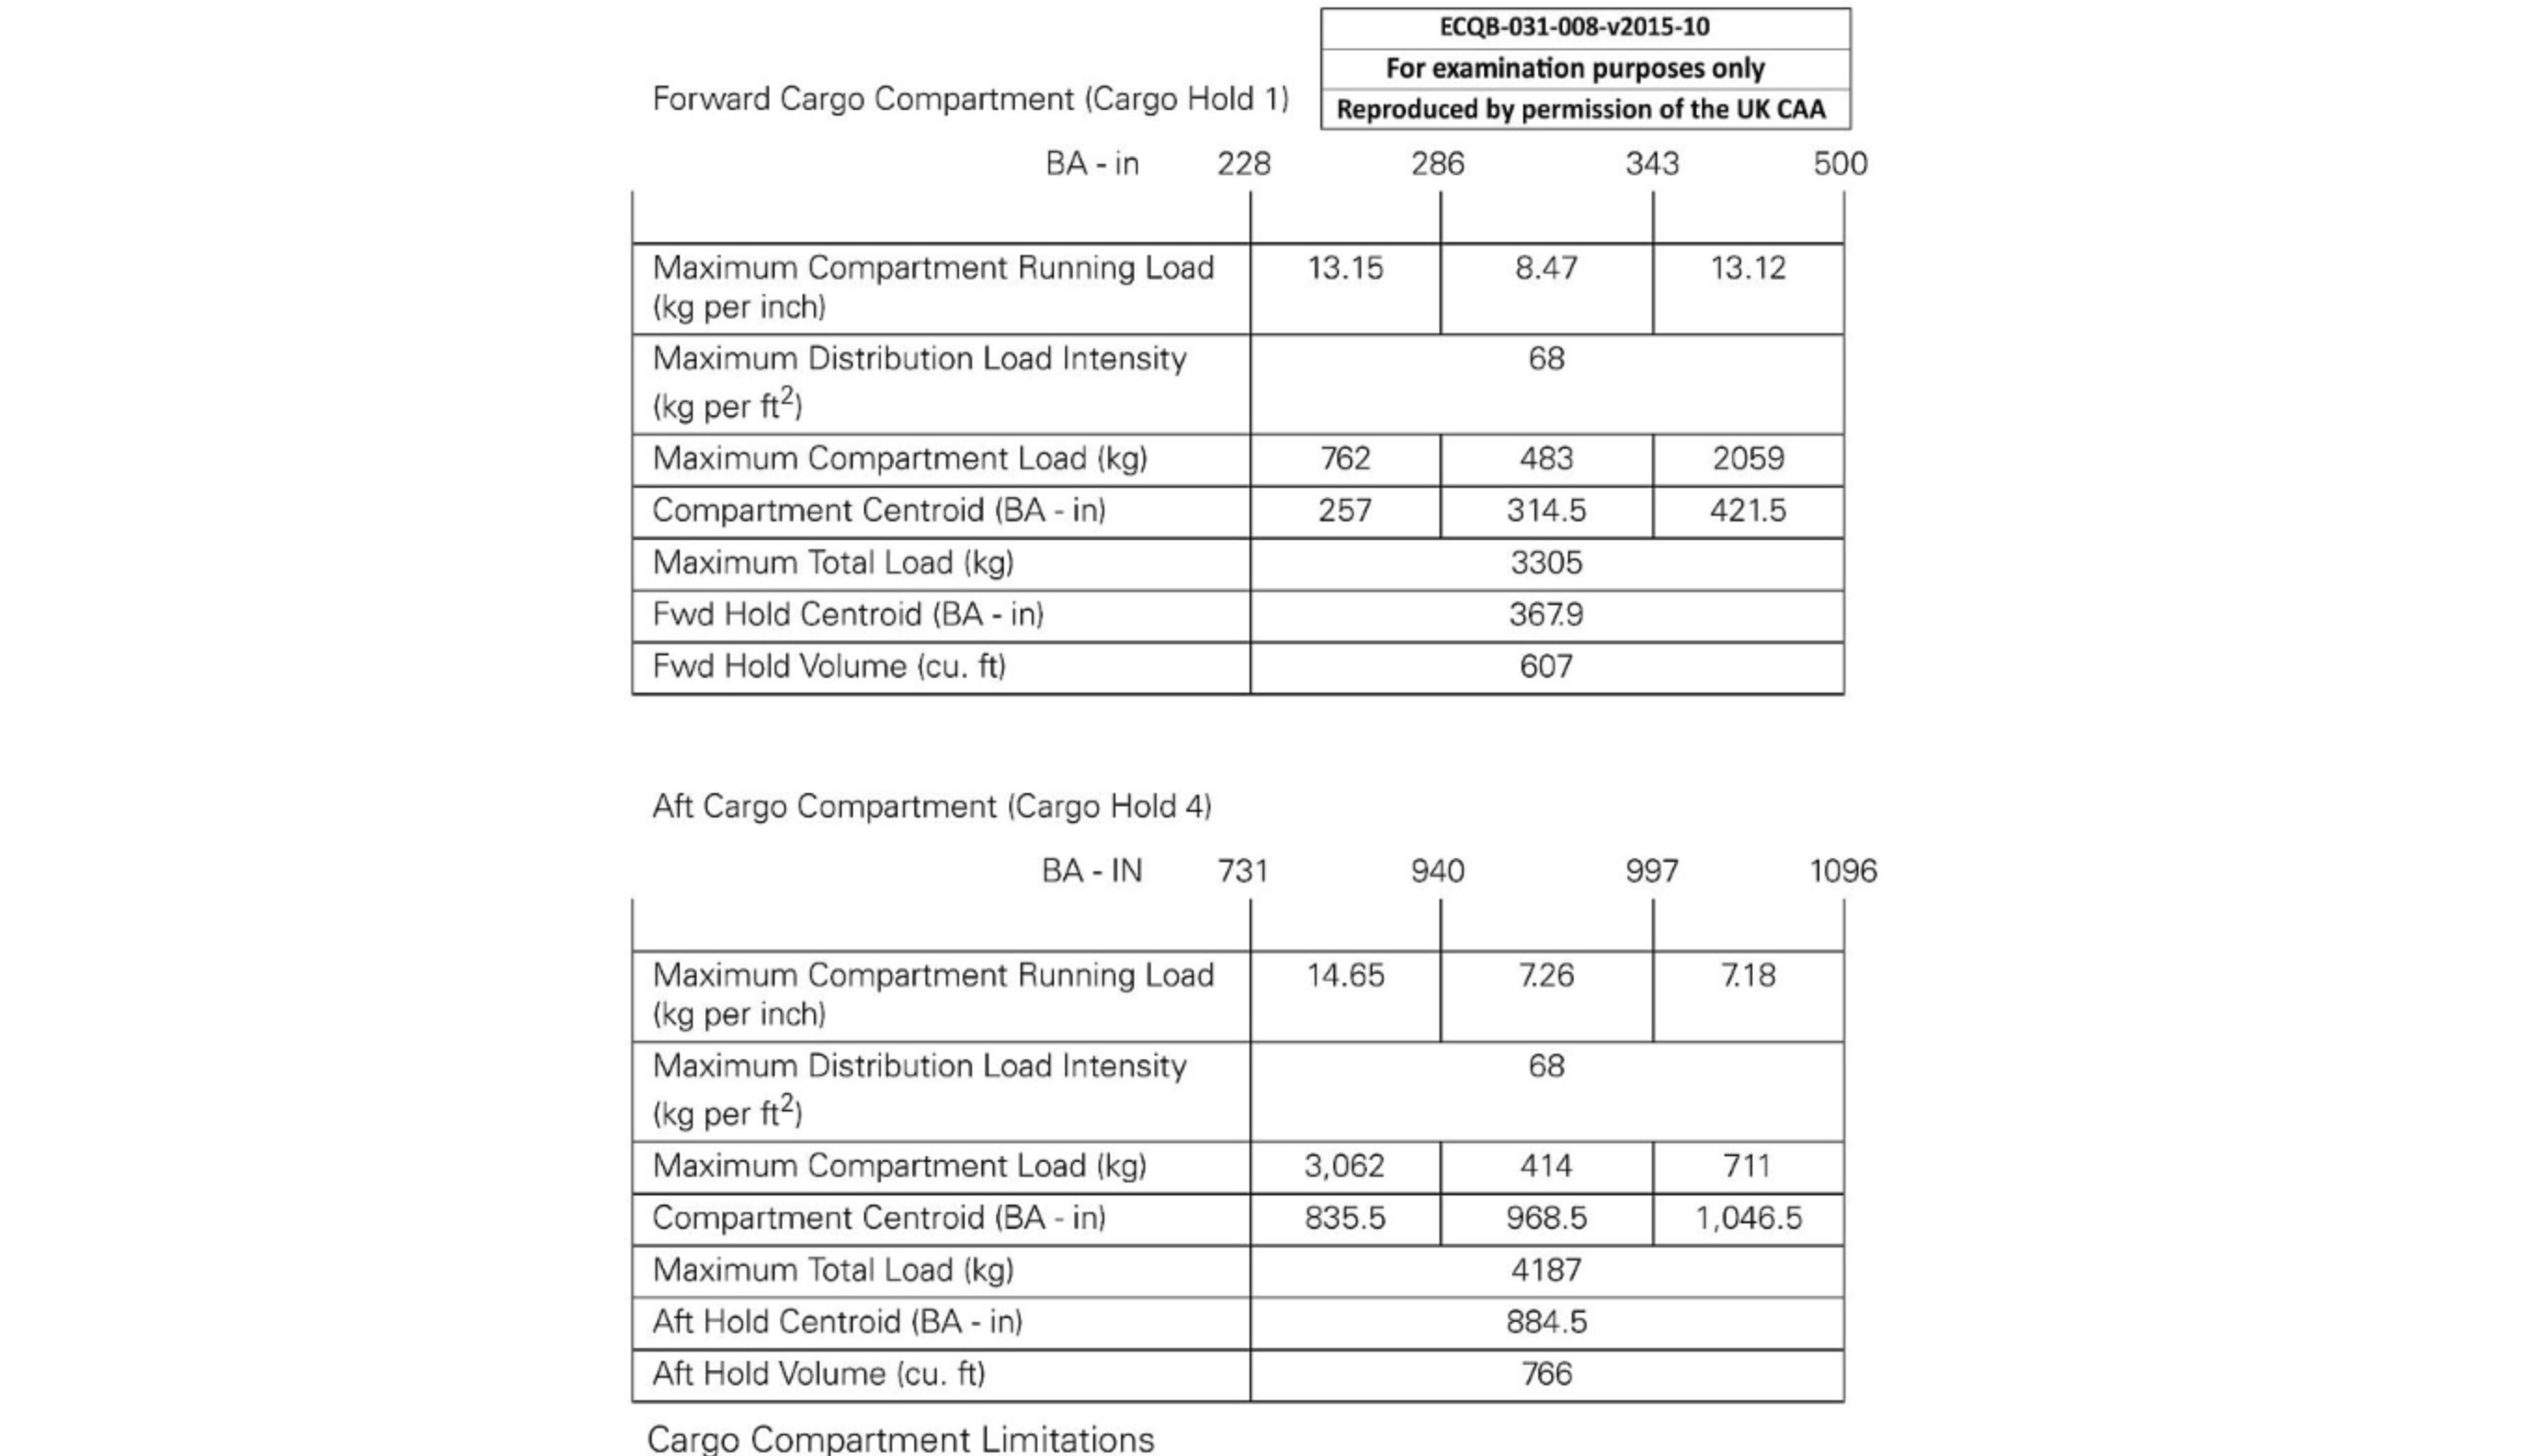 ECQB-031-008-v2015-10
For examination purposes only
Reproduced by permission of the UK CAA
Forward Cargo Compartment (Cargo Hold 1)
BA - in 228 286 343 500
Maximum Compartment Running Load 13.15 8.47 13.12
(kg per inch)
Maximum Distribution Load Intensity 68
(kg per ft2)
Maximum Compartment Load (kg) 762 483 2059
Compartment Centroid (BA - in) 257 314.5 421.5
Maximum Total Load (kg) 3305
Fwd Hold Centroid (BA - in) 367.9
Fwd Hold Volume (cu. ft) 607
Aft Cargo Compartment (Cargo Hold 4)
BA - IN 731 940 997 1096
Maximum Compartment Running Load 14.65 7.26 7.18
(kg per inch)
Maximum Distribution Load Intensity 68
(kg per ft2)
Maximum Compartment Load (kg) 3,062 414 711
Compartment Centroid (BA - in) 835.5 968.5 1,046.5
Maximum Total Load (kg) 4187
Aft Hold Centroid (BA - in) 884.5
Aft Hold Volume (cu. ft) 766
Cargo Compartment Limitations